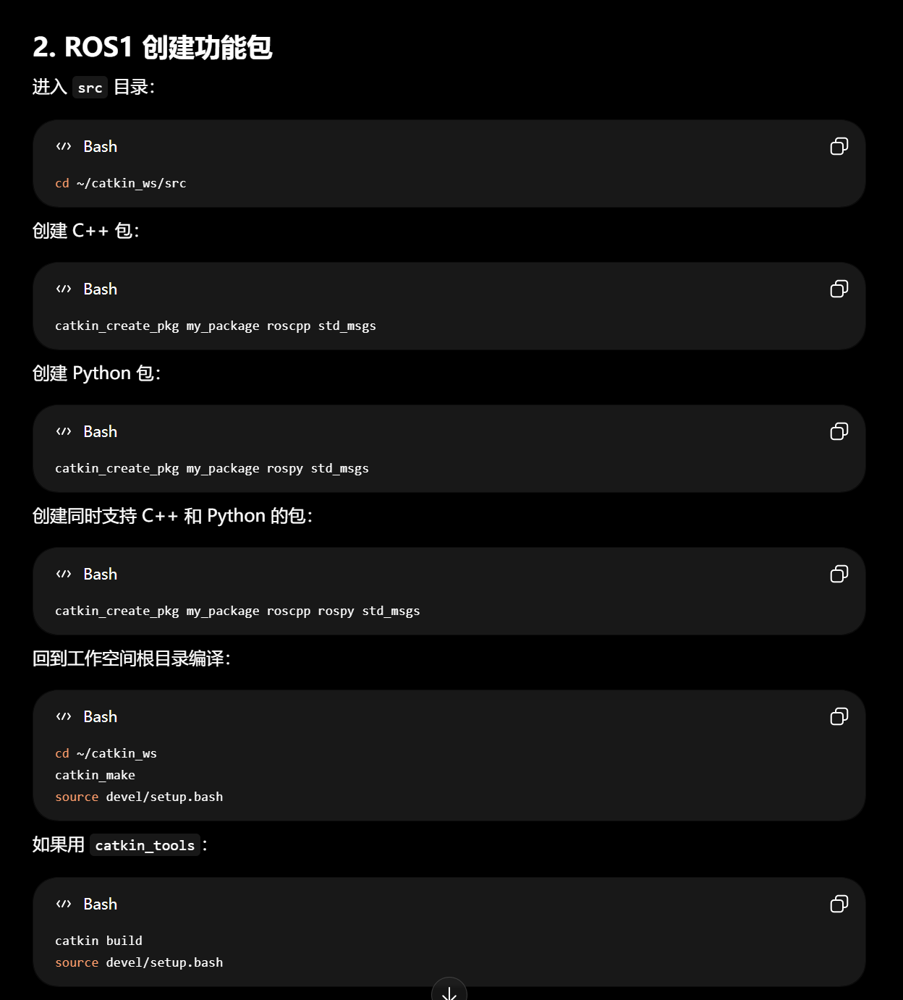 2. ROS1 创建功能包
进入 src 目录：
Bash
cd ~/catkin_ws/src
创建 C++ 包：
Bash
catkin_create_pkg my_package roscpp std_msgs
创建 Python 包：
Bash
catkin_create_pkg my_package rospy std_msgs
创建同时支持 C++ 和 Python 的包：
Bash
catkin_create_pkg my_package roscpp rospy std_msgs
回到工作空间根目录编译：
Bash
cd ~/catkin_ws
catkin_make
source devel/setup.bash
如果用 catkin_tools：
Bash
catkin build
source devel/setup.bash